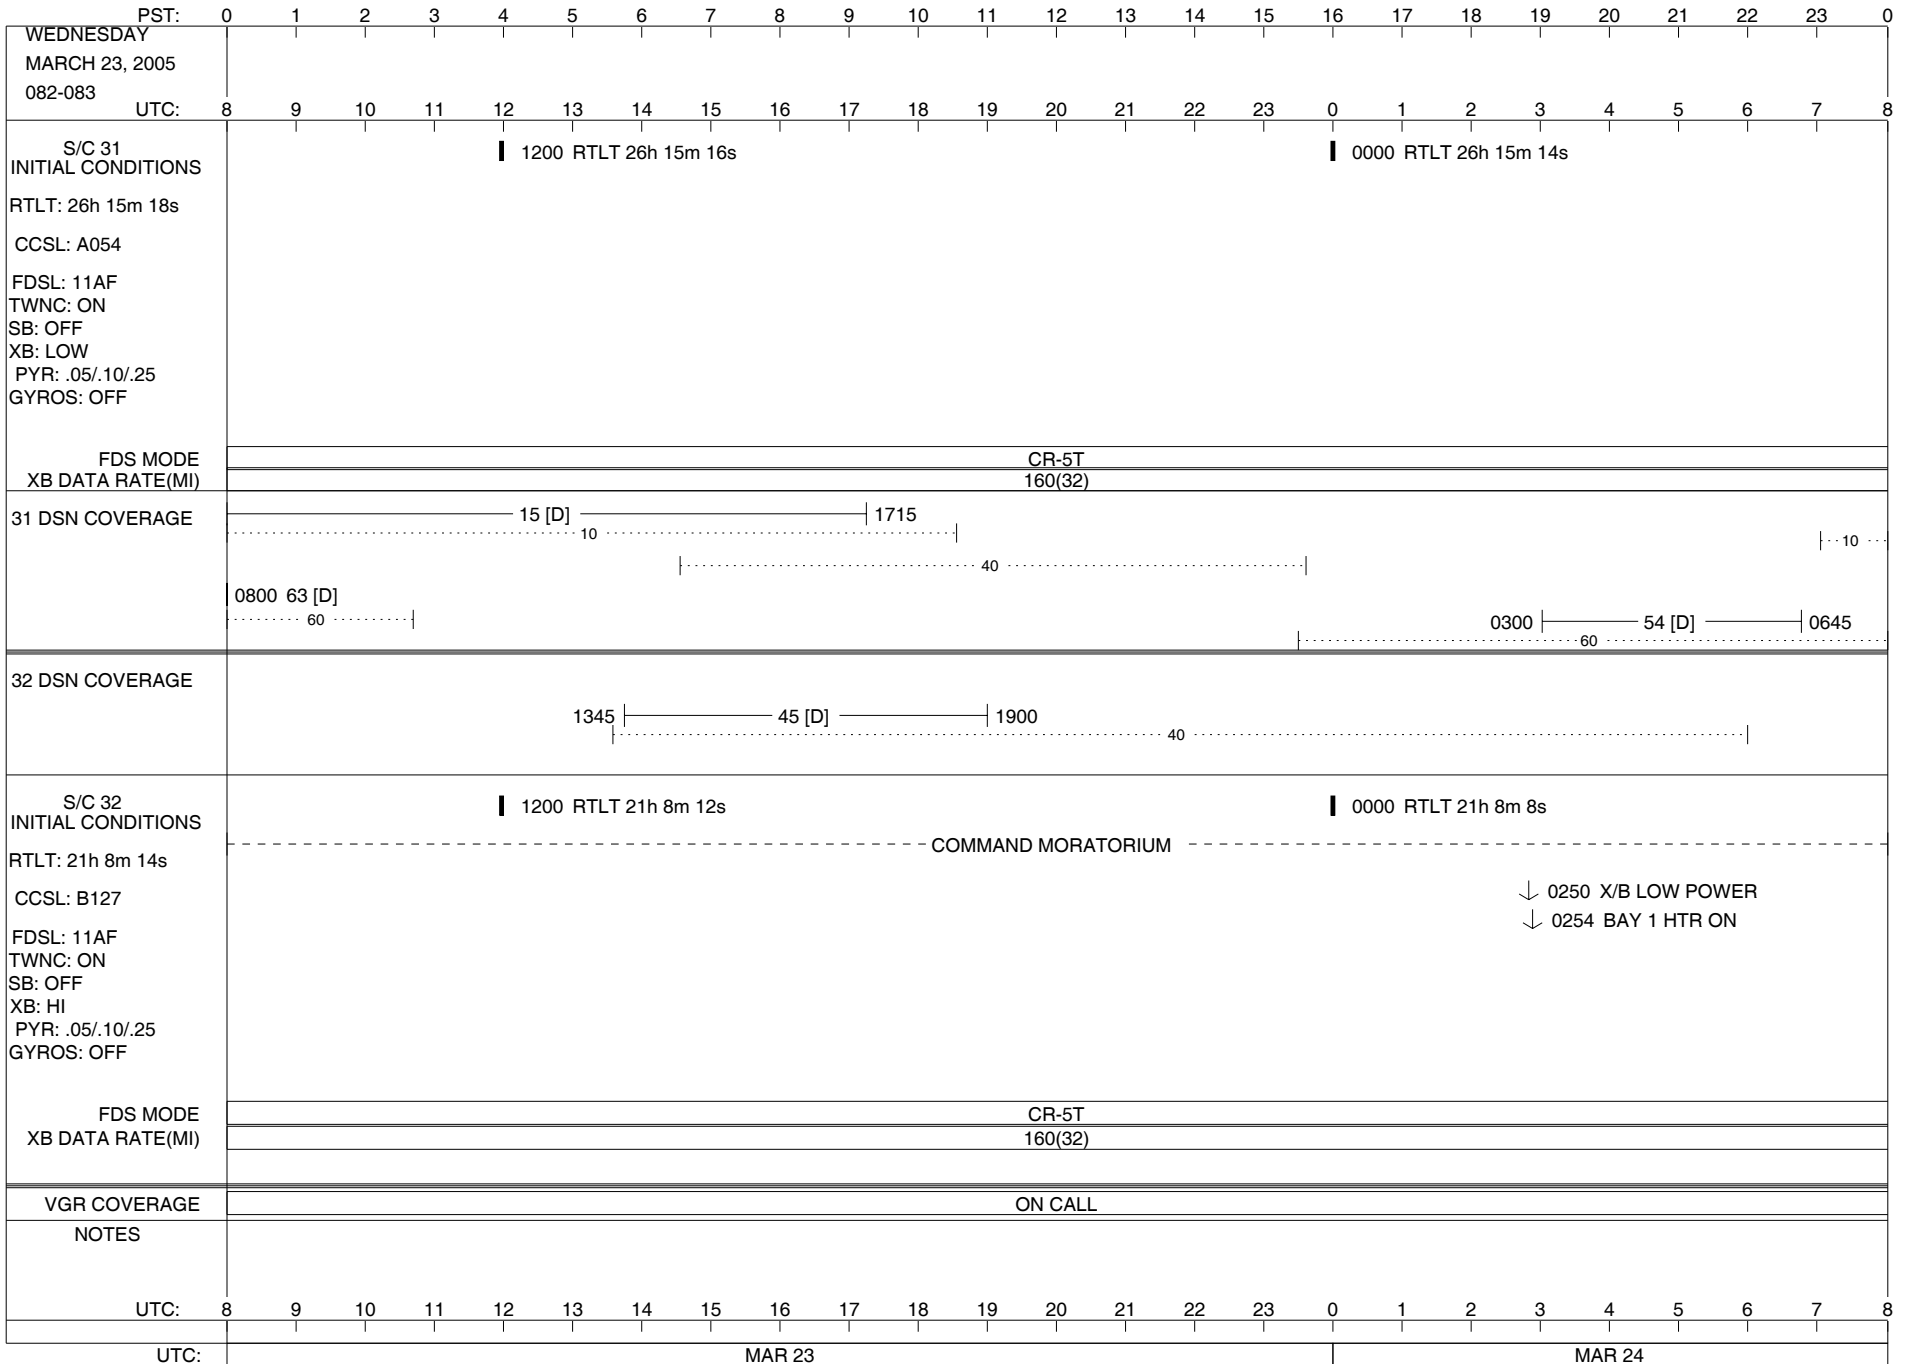 PST: 0 1 2 3 4 5 6 7 8 9 10 11 12 13 14 15 16 17 18 19 20 21 22 23 0
WEDNESDAY
MARCH 23, 2005
082-083
UTC: 8 9 10 11 12 13 14 15 16 17 18 19 20 21 22 23 0 1 2 3 4 5 6 7 8
S/C 31
INITIAL CONDITIONS
1200 RTLT 26h 15m 16s
0000 RTLT 26h 15m 14s
RTLT: 26h 15m 18s
CCSL: A054
FDSL: 11AF
TWNC: ON
SB: OFF
XB: LOW
PYR: .05/.10/.25
GYROS: OFF
FDS MODE CR-5T
XB DATA RATE(MI) 160(32)
31 DSN COVERAGE
15 [D] 1715
10
10
40
0800 63 [D]
60
0300 54 [D] 0645
60
32 DSN COVERAGE
1345 45 [D] 1900
40
S/C 32
INITIAL CONDITIONS
1200 RTLT 21h 8m 12s
0000 RTLT 21h 8m 8s
COMMAND MORATORIUM
RTLT: 21h 8m 14s
CCSL: B127
0250 X/B LOW POWER
0254 BAY 1 HTR ON
FDSL: 11AF
TWNC: ON
SB: OFF
XB: HI
PYR: .05/.10/.25
GYROS: OFF
FDS MODE CR-5T
XB DATA RATE(MI) 160(32)
VGR COVERAGE ON CALL
NOTES
UTC: 8 9 10 11 12 13 14 15 16 17 18 19 20 21 22 23 0 1 2 3 4 5 6 7 8
UTC: MAR 23 MAR 24